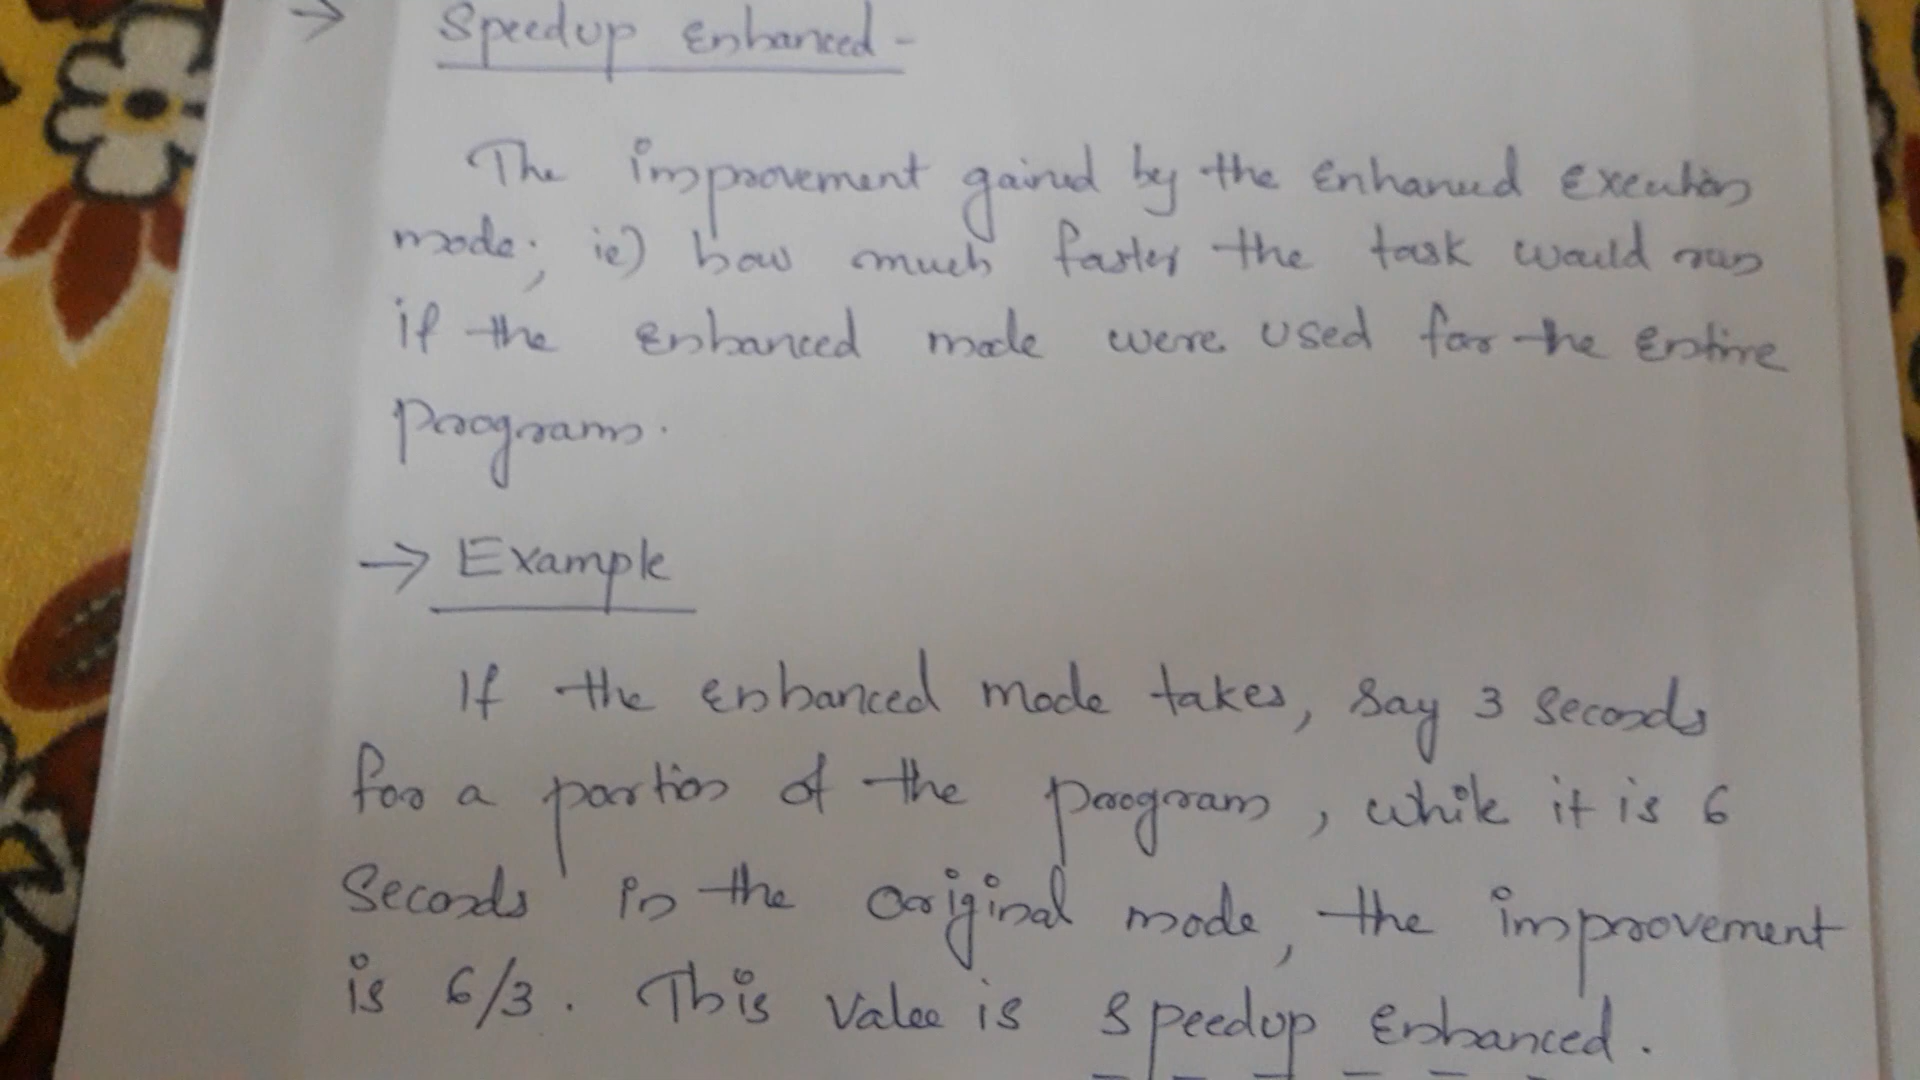 → Speedup Enhanced -
The improvement gained by the Enhanced Execution
mode; ie) how much faster the task would run
if the Enhanced mode were used for the Entire
program.
→ Example
If the Enhanced mode takes, say 3 seconds
for a portion of the program, while it is 6
Seconds in the Original mode, the improvement
is 6/3. This Value is Speedup Enhanced.